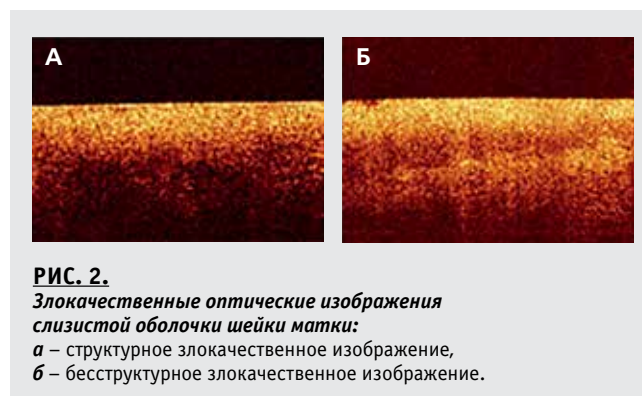 А
Б
РИС. 2.
Злокачественные оптические изображения
слизистой оболочки шейки матки:
а – структурное злокачественное изображение,
б – бесструктурное злокачественное изображение.